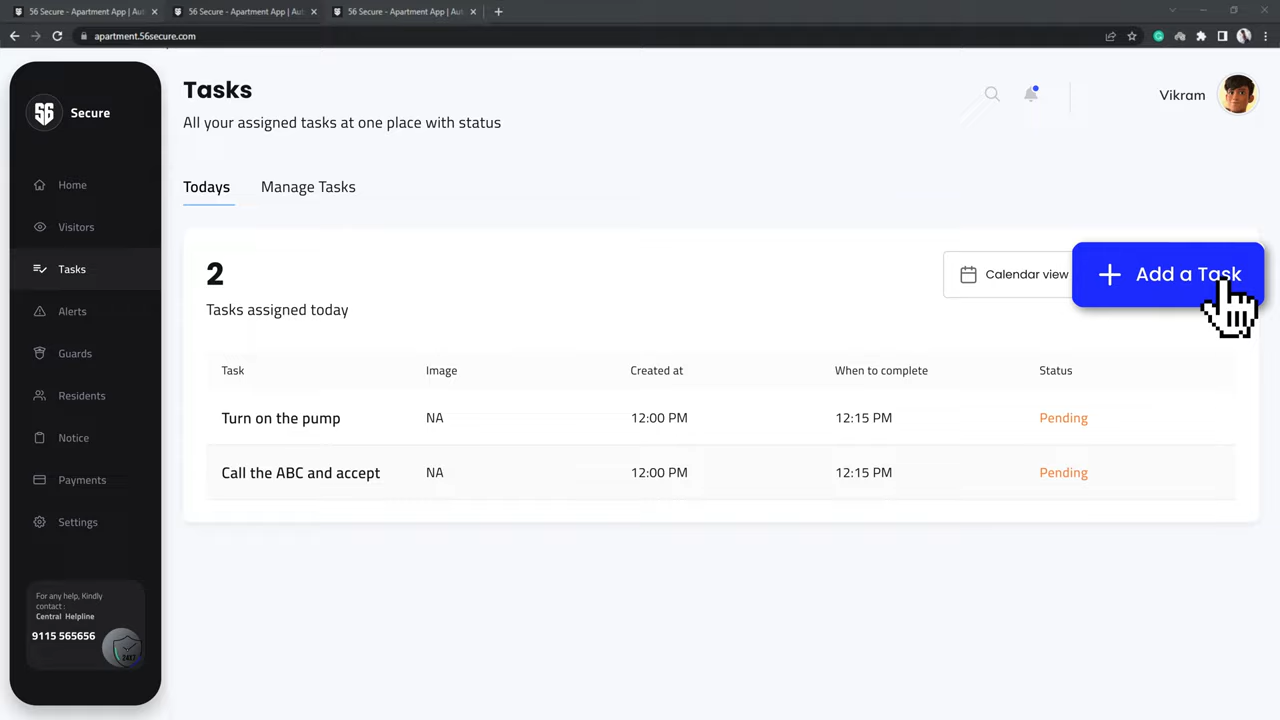 56 Secure - Apartment App | Aut
56 Secure - Apartment App | Aut
56 Secure - Apartment App | Aut
apartment.56secure.com
56
Secure
Home
Visitors
Tasks
Alerts
Guards
Residents
Notice
Payments
Settings
For any help, Kindly
contact :
Central Helpline
9115 565656
24X7
Tasks
All your assigned tasks at one place with status
Vikram
Todays
Manage Tasks
2
Tasks assigned today
Calendar view
Add a Task
Task Image Created at When to complete Status
Turn on the pump NA 12:00 PM 12:15 PM Pending
Call the ABC and accept NA 12:00 PM 12:15 PM Pending